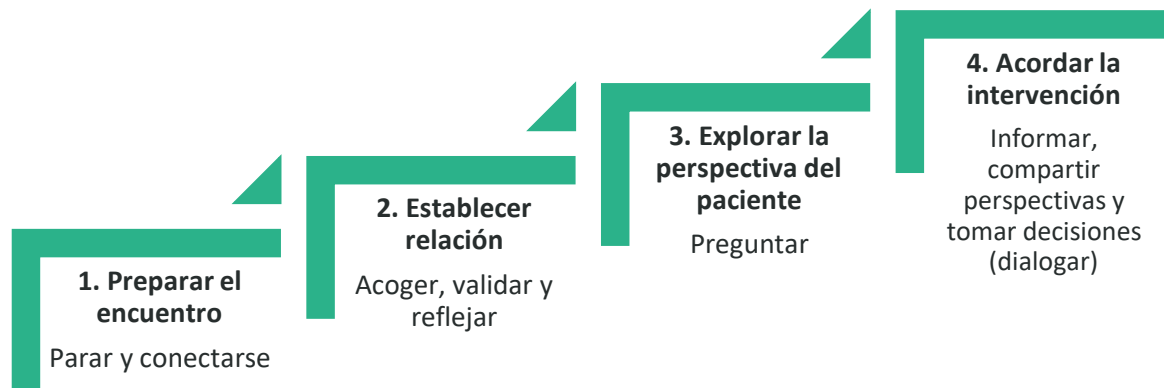 1. Preparar el
encuentro
Parar y conectarse
2. Establecer
relación
Acoger, validar y
reflejar
3. Explorar la
perspectiva del
paciente
Preguntar
4. Acordar la
intervención
Informar,
compartir
perspectivas y
tomar decisiones
(dialogar)